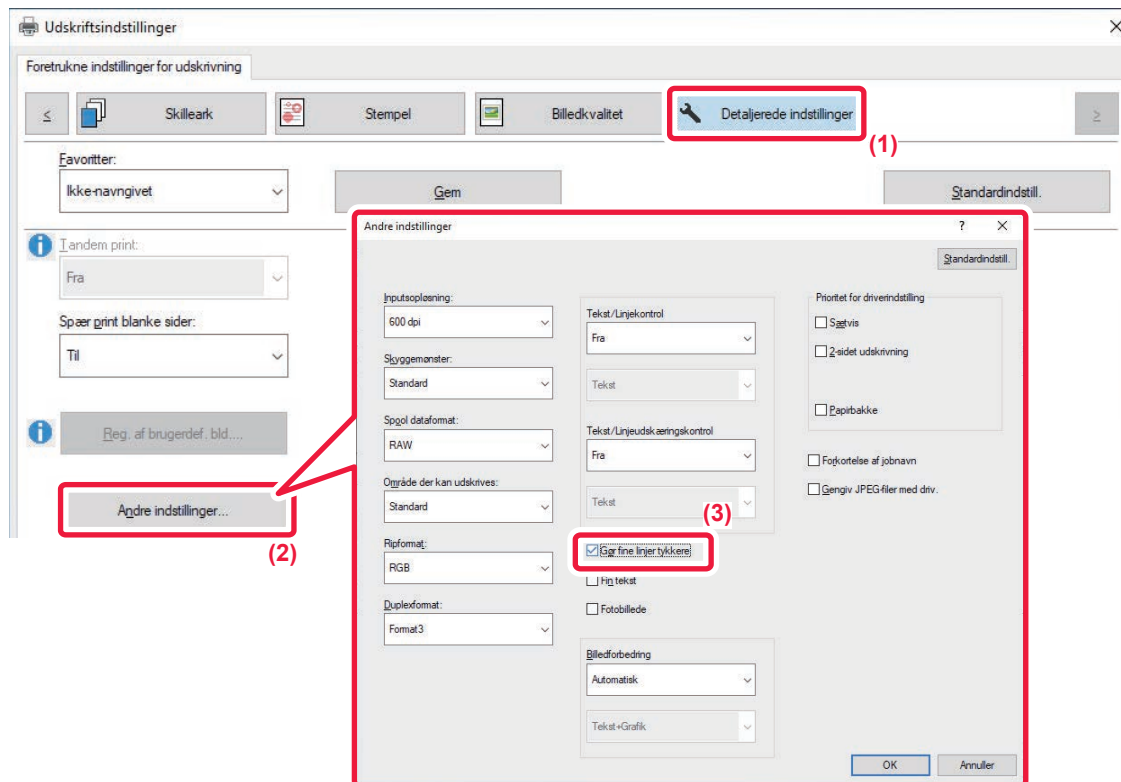 Udskriftsindstillinger
Foretrukne indstillinger for udskrivning
<
Skilleark
Stempel
Billedkvalitet
Detaljerede indstillinger
>
(1)
Favoritter:
Ikke-navngivet
Gem
Standardindstill.
Tandem print:
Fra
Spær print blanke sider:
Til
Reg. af brugerdef. bld....
Andre indstillinger...
(2)
Andre indstillinger
?
Standardindstill.
Inputsopløsning:
600 dpi
Skyggemønster:
Standard
Spool dataformat:
RAW
Område der kan udskrives:
Standard
Ripformat:
RGB
Duplexformat:
Format3
Tekst/Linjekontrol
Fra
Tekst
Tekst/Linjeudskæringskontrol
Fra
Tekst
(3)
Gør fine linjer tykkere
Fin tekst
Fotobillede
Billedforbedring
Automatisk
Tekst+Grafik
Prioritet for driverindstilling
Sætvis
2-sidet udskrivning
Papirbakke
Forkortelse af jobnavn
Gengiv JPEG-filer med driv.
OK
Annuller